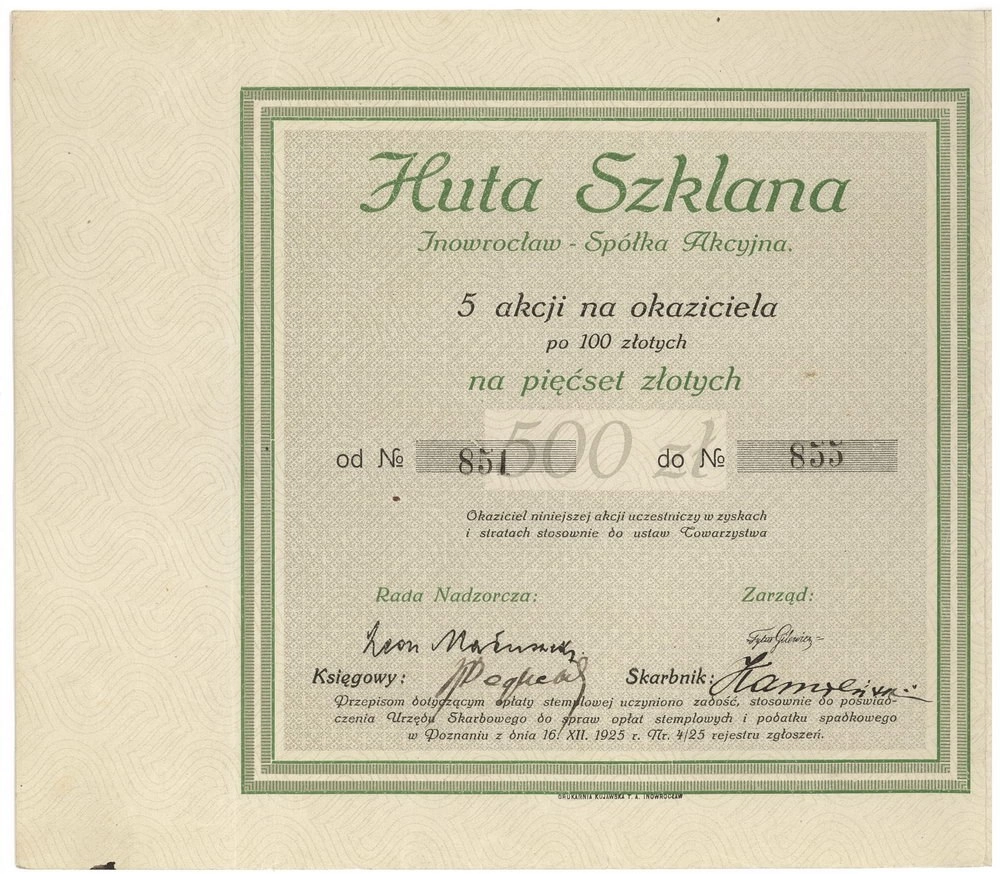 Huta Szklana
Inowrocław - Spółka Akcyjna.
5 akcji na okaziciela
po 100 złotych
na pięćset złotych
500 zł
od № 851 do № 855
Okaziciel niniejszej akcji uczestniczy w zyskach
i stratach stosownie do ustaw Towarzystwa
Rada Nadzorcza: Zarząd:
Leon
Księgowy: Skarbnik:
Przepisom dotyczącym opłaty stemplowej uczyniono zadość, stosownie do poświad-
czenia Urzędu Skarbowego do spraw opłat stemplowych i podatku spadkowego
w Poznaniu z dnia 16. XII. 1925 r. Nr. 4/25 rejestru zgłoszeń.
DRUKARNIA KUJAWSKA T. A. INOWROCŁAW